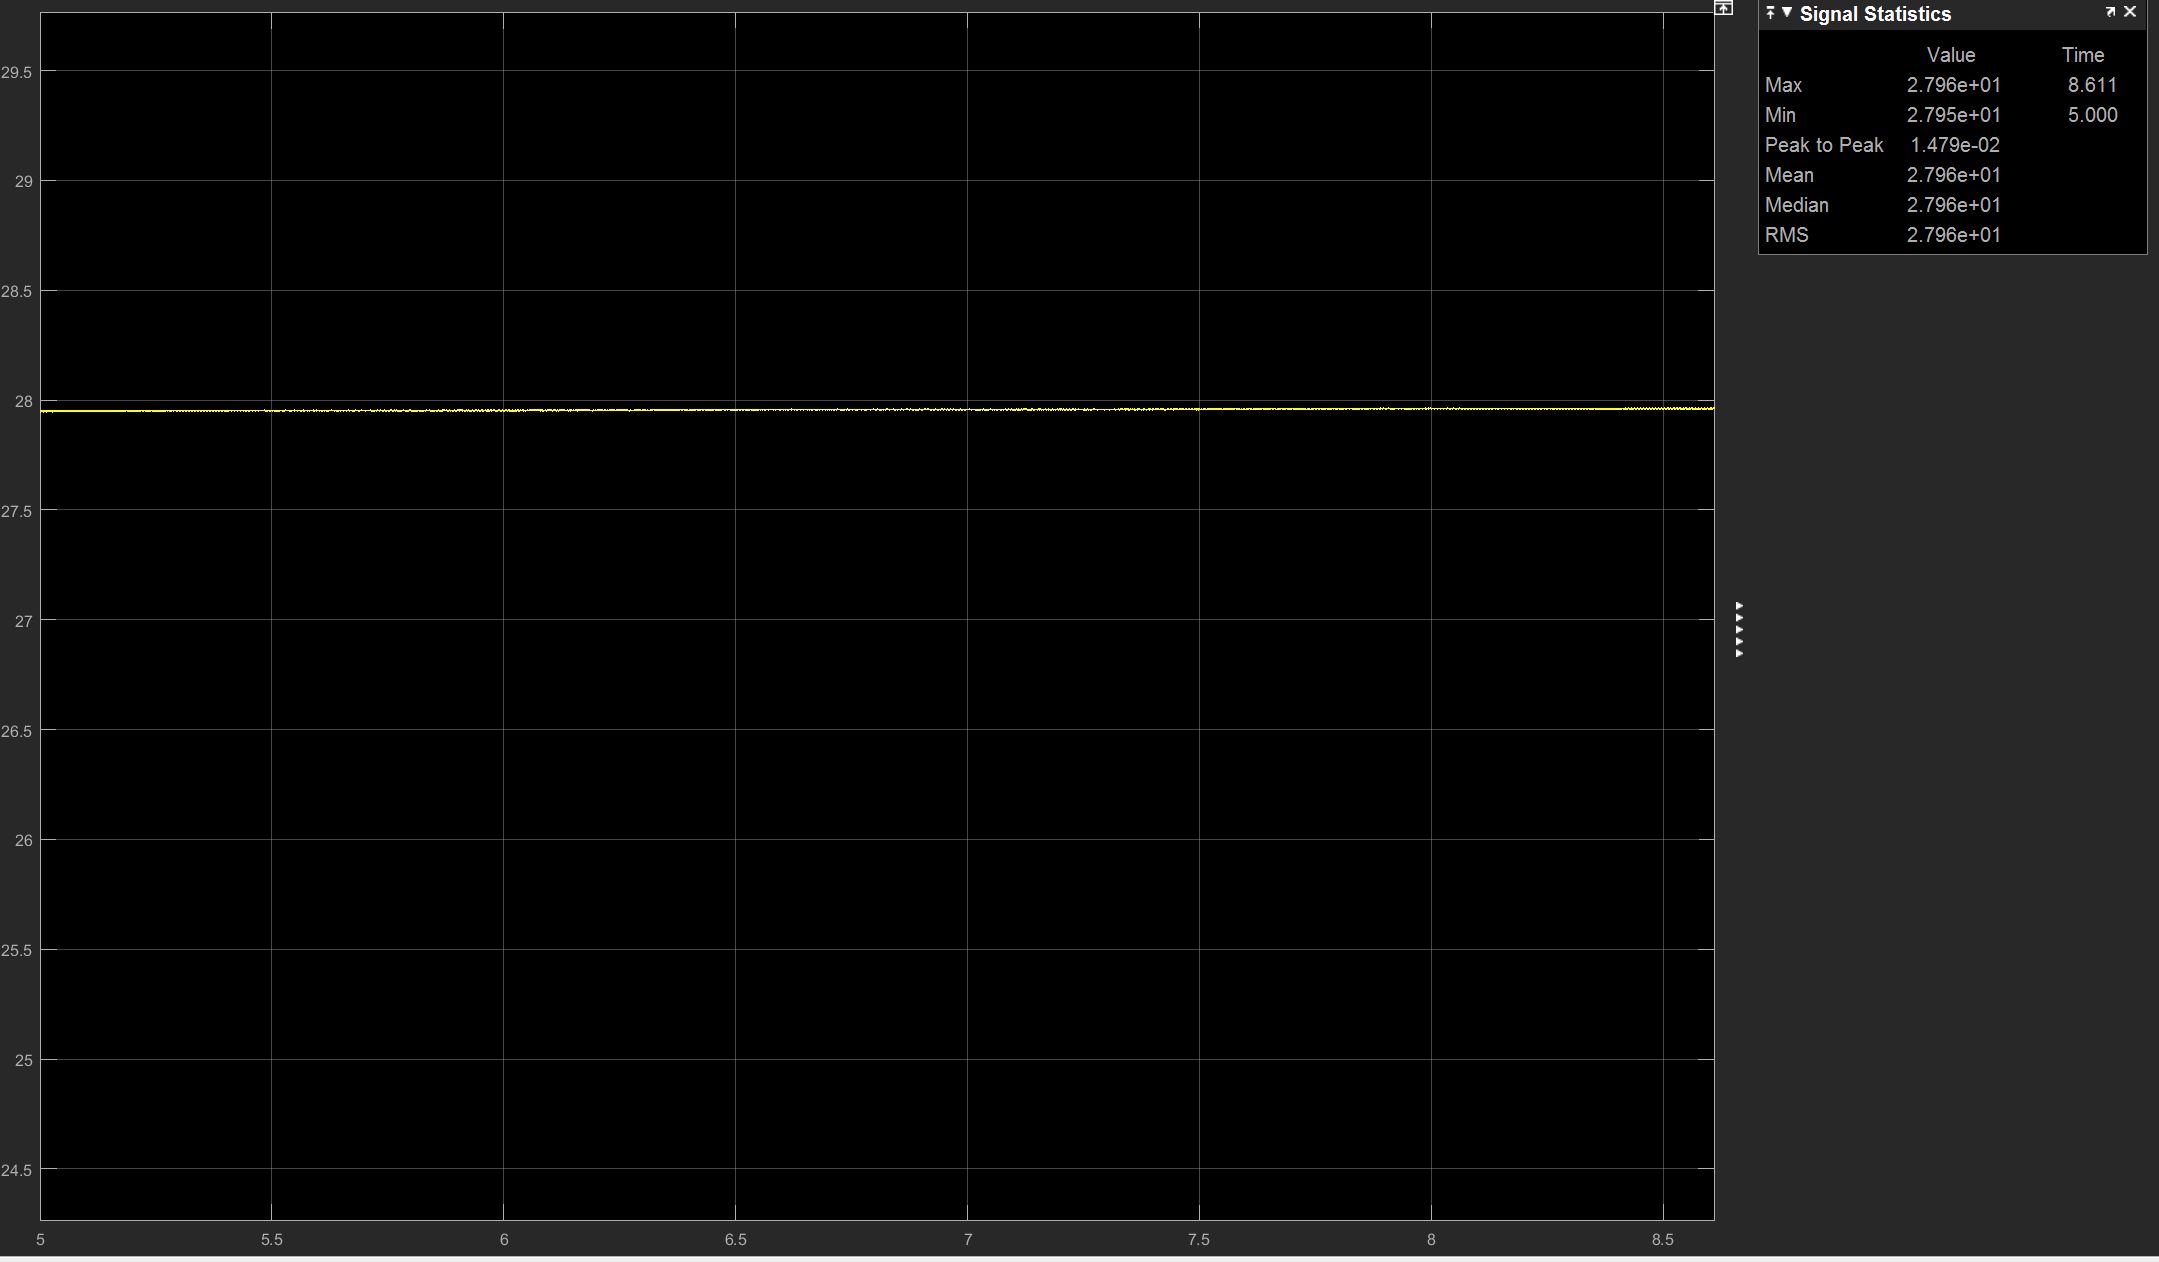 29.5
29
28.5
28
27.5
27
26.5
26
25.5
25
24.5
5 5.5 6 6.5 7 7.5 8 8.5
Signal Statistics
Value Time
Max 2.796e+01 8.611
Min 2.795e+01 5.000
Peak to Peak 1.479e-02
Mean 2.796e+01
Median 2.796e+01
RMS 2.796e+01